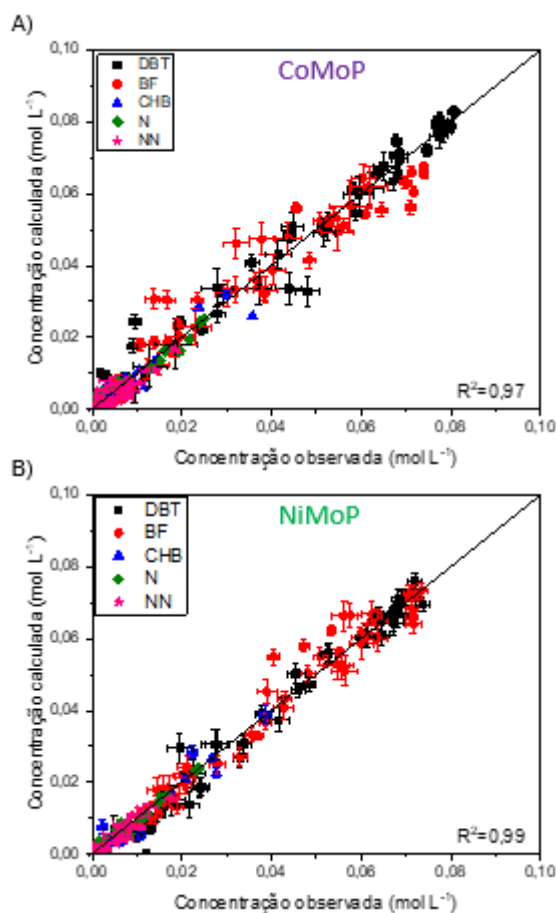 A)
CoMoP
DBT
BF
CHB
N
NN
0,10
0,08
0,06
0,04
0,02
0,00
Concentração calculada (mol L⁻¹)
R²=0,97
0,00 0,02 0,04 0,06 0,08 0,10
Concentração observada (mol L⁻¹)
B)
NiMoP
DBT
BF
CHB
N
NN
0,10
0,08
0,06
0,04
0,02
0,00
Concentração calculada (mol L⁻¹)
R²=0,99
0,00 0,02 0,04 0,06 0,08 0,10
Concentração observada (mol L⁻¹)